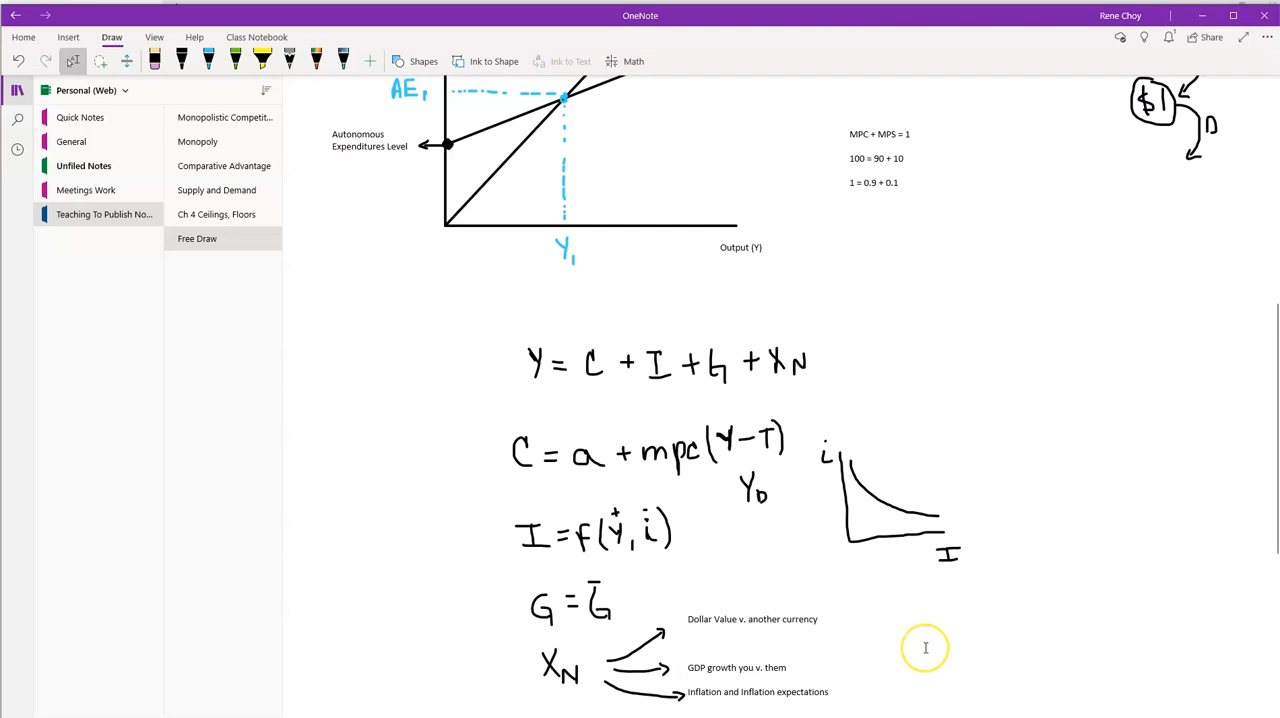 OneNote
Rene Choy
Home Insert Draw View Help Class Notebook
Share
Shapes Ink to Shape Ink to Text Math
Personal (Web)
Quick Notes
General
Unfiled Notes
Meetings Work
Teaching To Publish No...
Monopolistic Competit...
Monopoly
Comparative Advantage
Supply and Demand
Ch 4 Ceilings, Floors
Free Draw
AE₁
Autonomous
Expenditures Level
Y₁
Output (Y)
MPC + MPS = 1
100 = 90 + 10
1 = 0.9 + 0.1
$1
D
Y = C + I + G + XN
C = a + mpc(Y-T)
YD
I = f(Y⁺, i⁻)
i
I
G = G̅
XN
Dollar Value v. another currency
GDP growth you v. them
Inflation and Inflation expectations